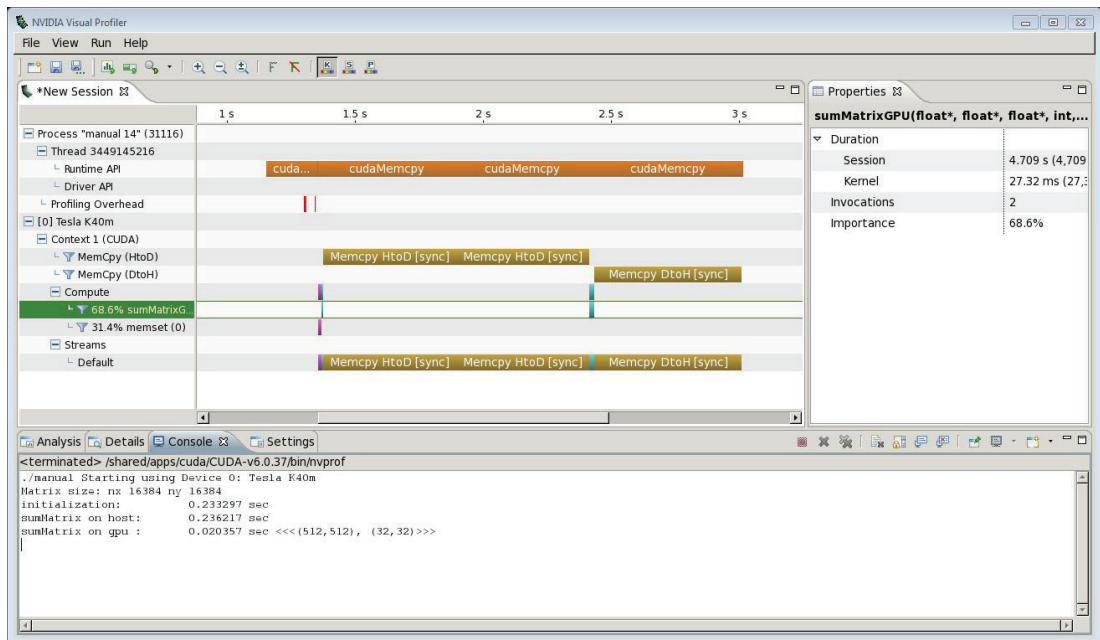 NVIDIA Visual Profiler
File View Run Help
K S P
*New Session
Properties
1 s 1.5 s 2 s 2.5 s 3 s
sumMatrixGPU(float*, float*, float*, int,...
Process "manual 14" (31116)
Duration
Thread 3449145216
Session 4.709 s (4,709
Runtime API cuda... cudaMemcpy cudaMemcpy cudaMemcpy
Kernel 27.32 ms (27,3
Driver API
Invocations 2
Profiling Overhead
Importance 68.6%
[0] Tesla K40m
Context 1 (CUDA)
MemCpy (HtoD) Memcpy HtoD [sync] Memcpy HtoD [sync]
MemCpy (DtoH) Memcpy DtoH [sync]
Compute
68.6% sumMatrixG...
31.4% memset (0)
Streams
Default Memcpy HtoD [sync] Memcpy HtoD [sync] Memcpy DtoH [sync]
Analysis Details Console Settings
<terminated> /shared/apps/cuda/CUDA-v6.0.37/bin/nvprof
./manual Starting using Device 0: Tesla K40m
Matrix size: nx 16384 ny 16384
initialization: 0.233297 sec
sumMatrix on host: 0.236217 sec
sumMatrix on gpu : 0.020357 sec <<<(512,512), (32,32)>>>